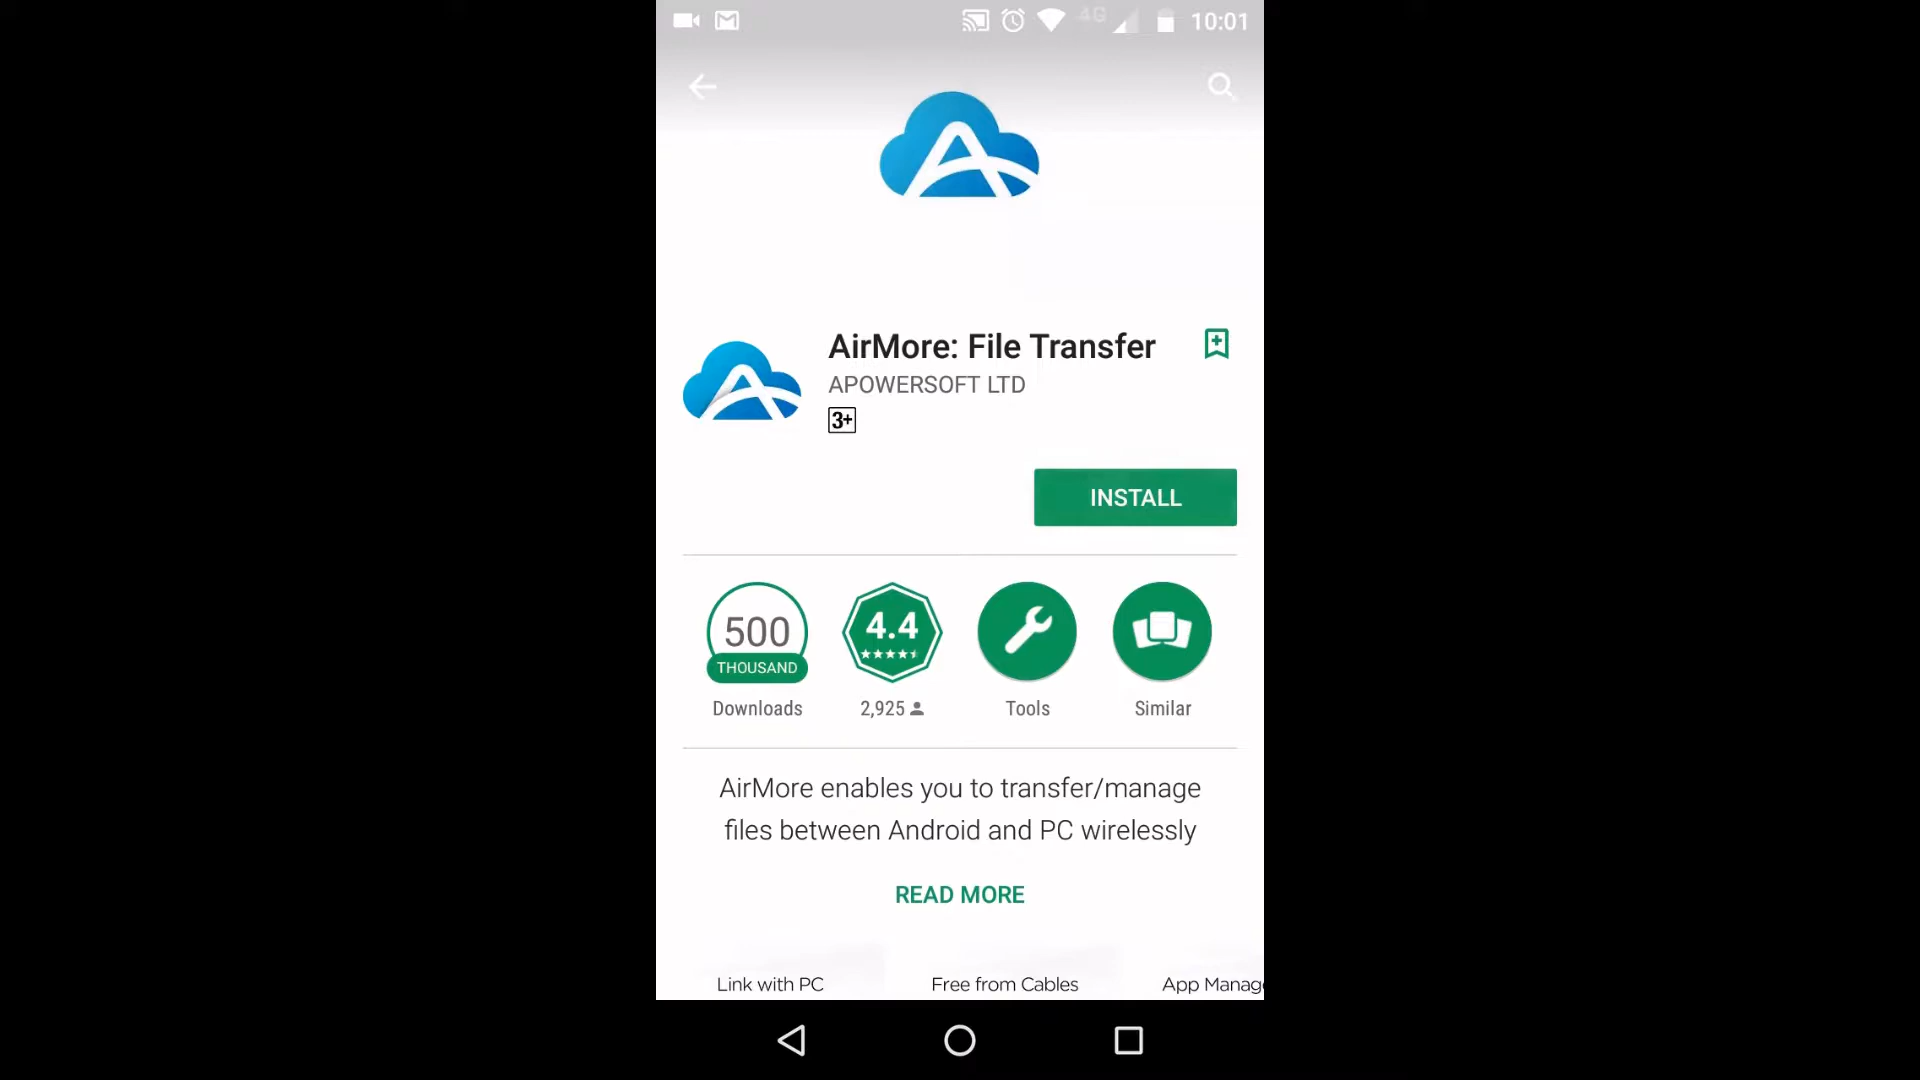 4G 10:01
AirMore: File Transfer
APOWERSOFT LTD
3+
INSTALL
500
THOUSAND
4.4
Downloads 2,925 Tools Similar
AirMore enables you to transfer/manage
files between Android and PC wirelessly
READ MORE
Link with PC Free from Cables App Manag